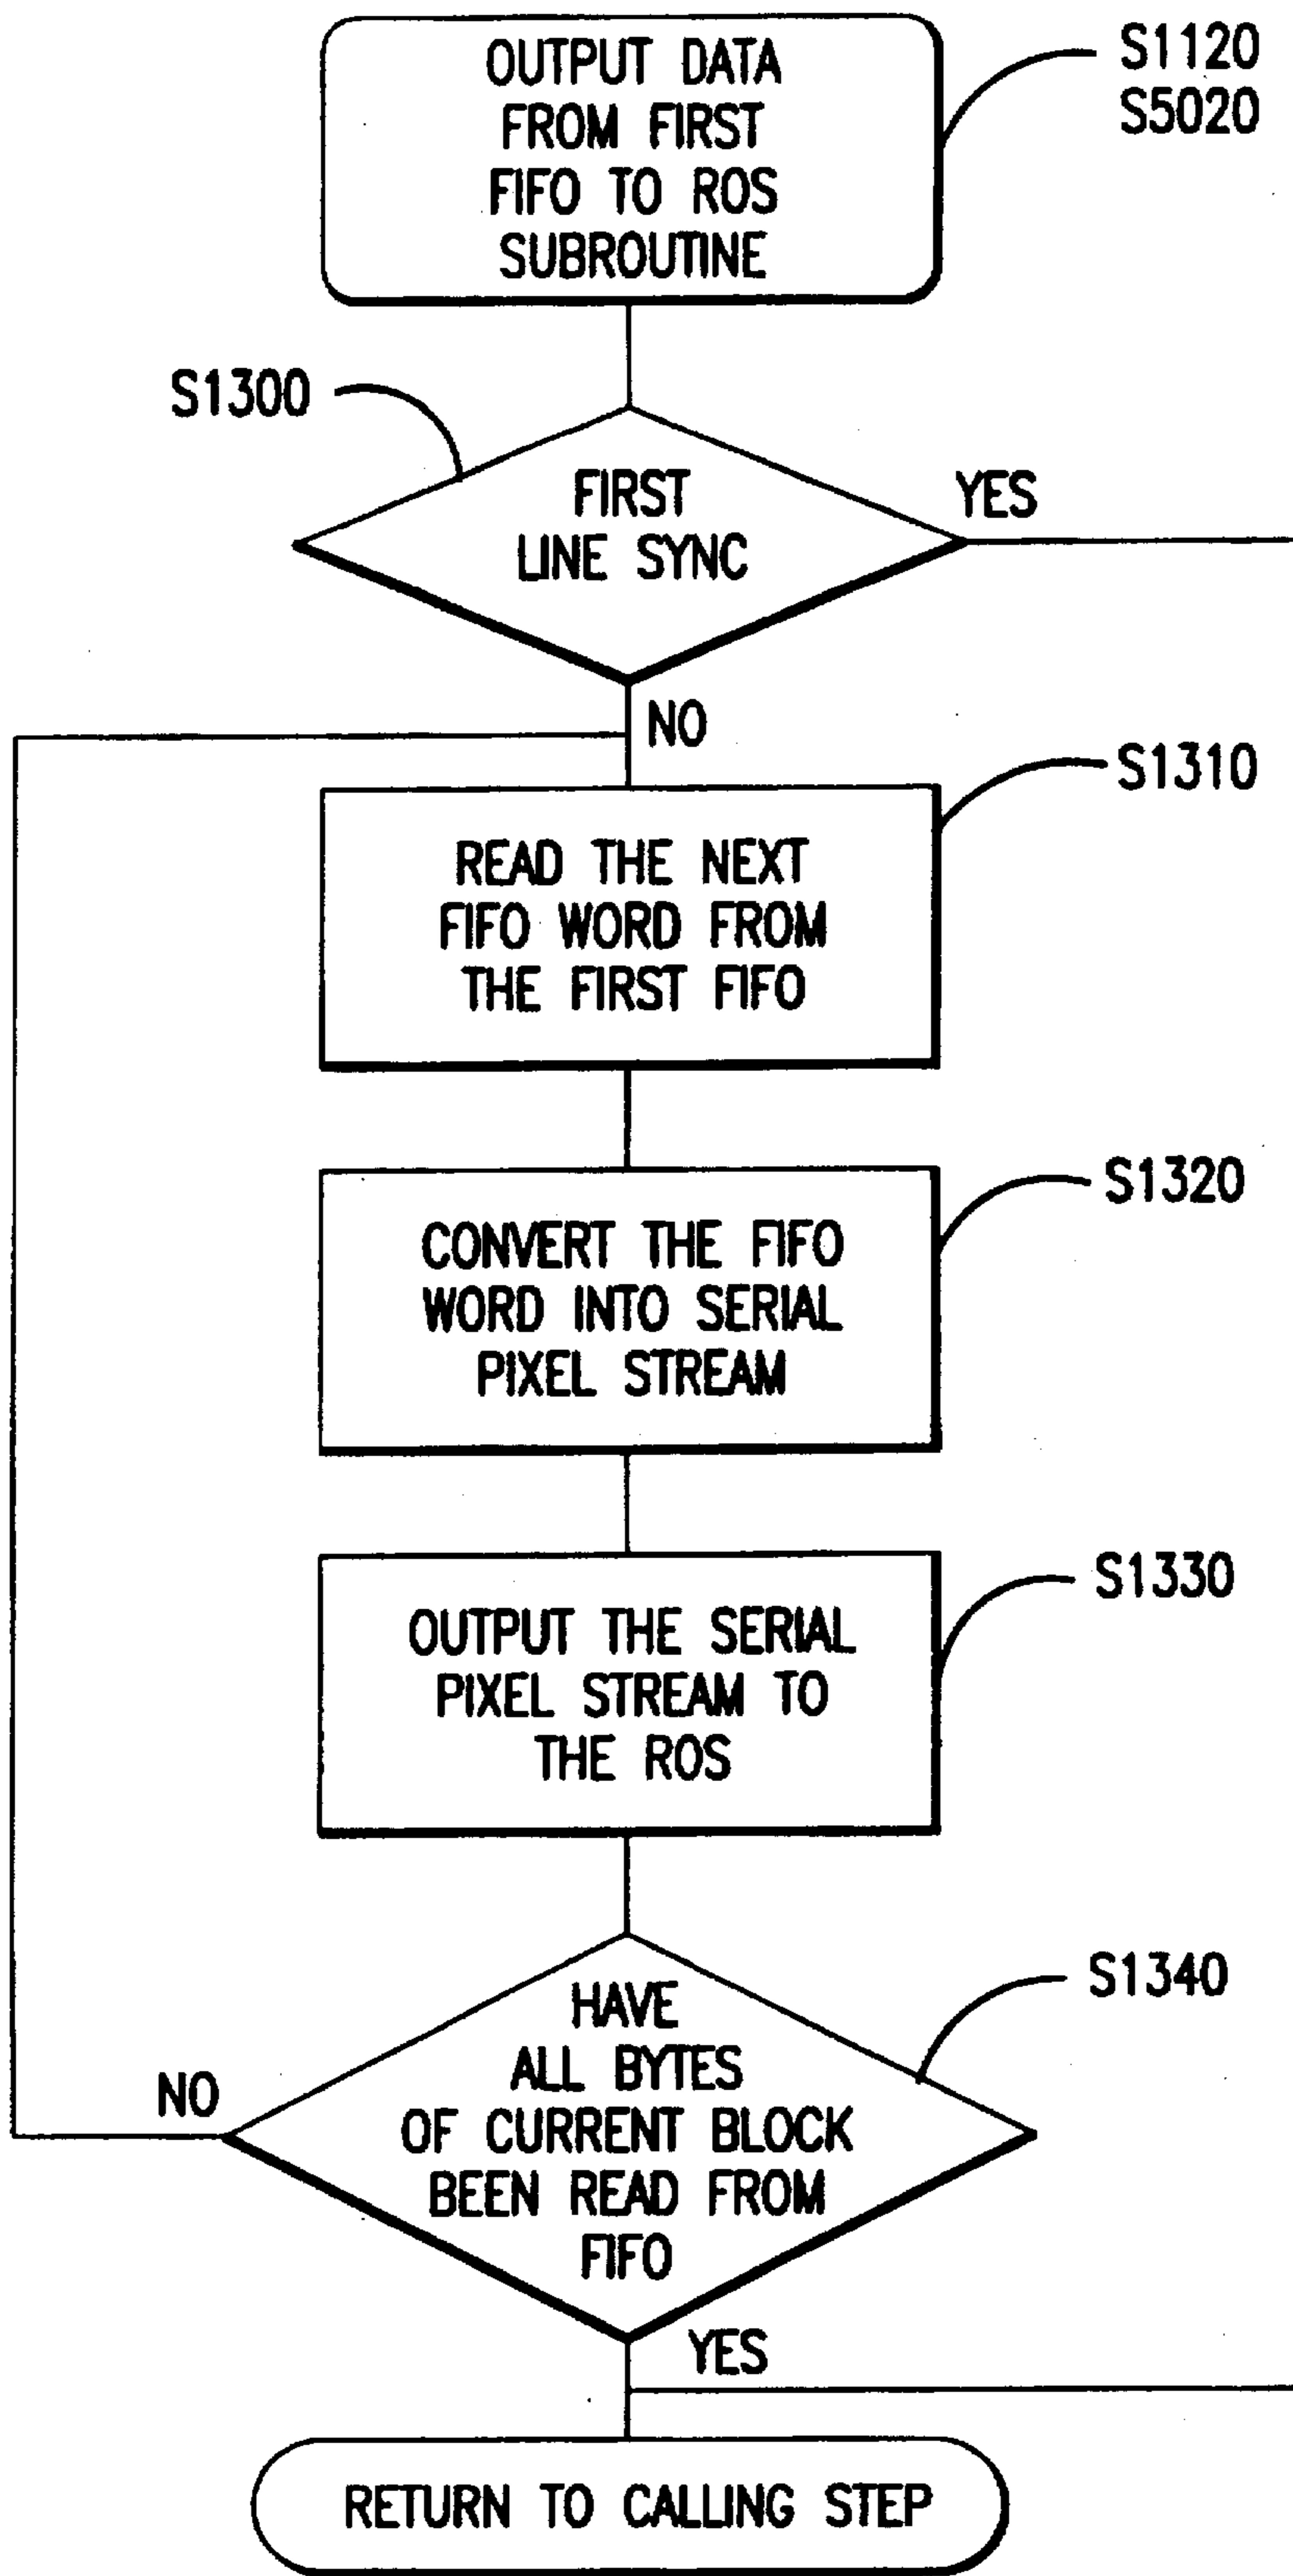 OUTPUT DATA
FROM FIRST
FIFO TO ROS
SUBROUTINE
S1120
S5020
S1300
FIRST
LINE SYNC
YES
NO
S1310
READ THE NEXT
FIFO WORD FROM
THE FIRST FIFO
S1320
CONVERT THE FIFO
WORD INTO SERIAL
PIXEL STREAM
S1330
OUTPUT THE SERIAL
PIXEL STREAM TO
THE ROS
S1340
HAVE
ALL BYTES
OF CURRENT BLOCK
BEEN READ FROM
FIFO
NO
YES
RETURN TO CALLING STEP